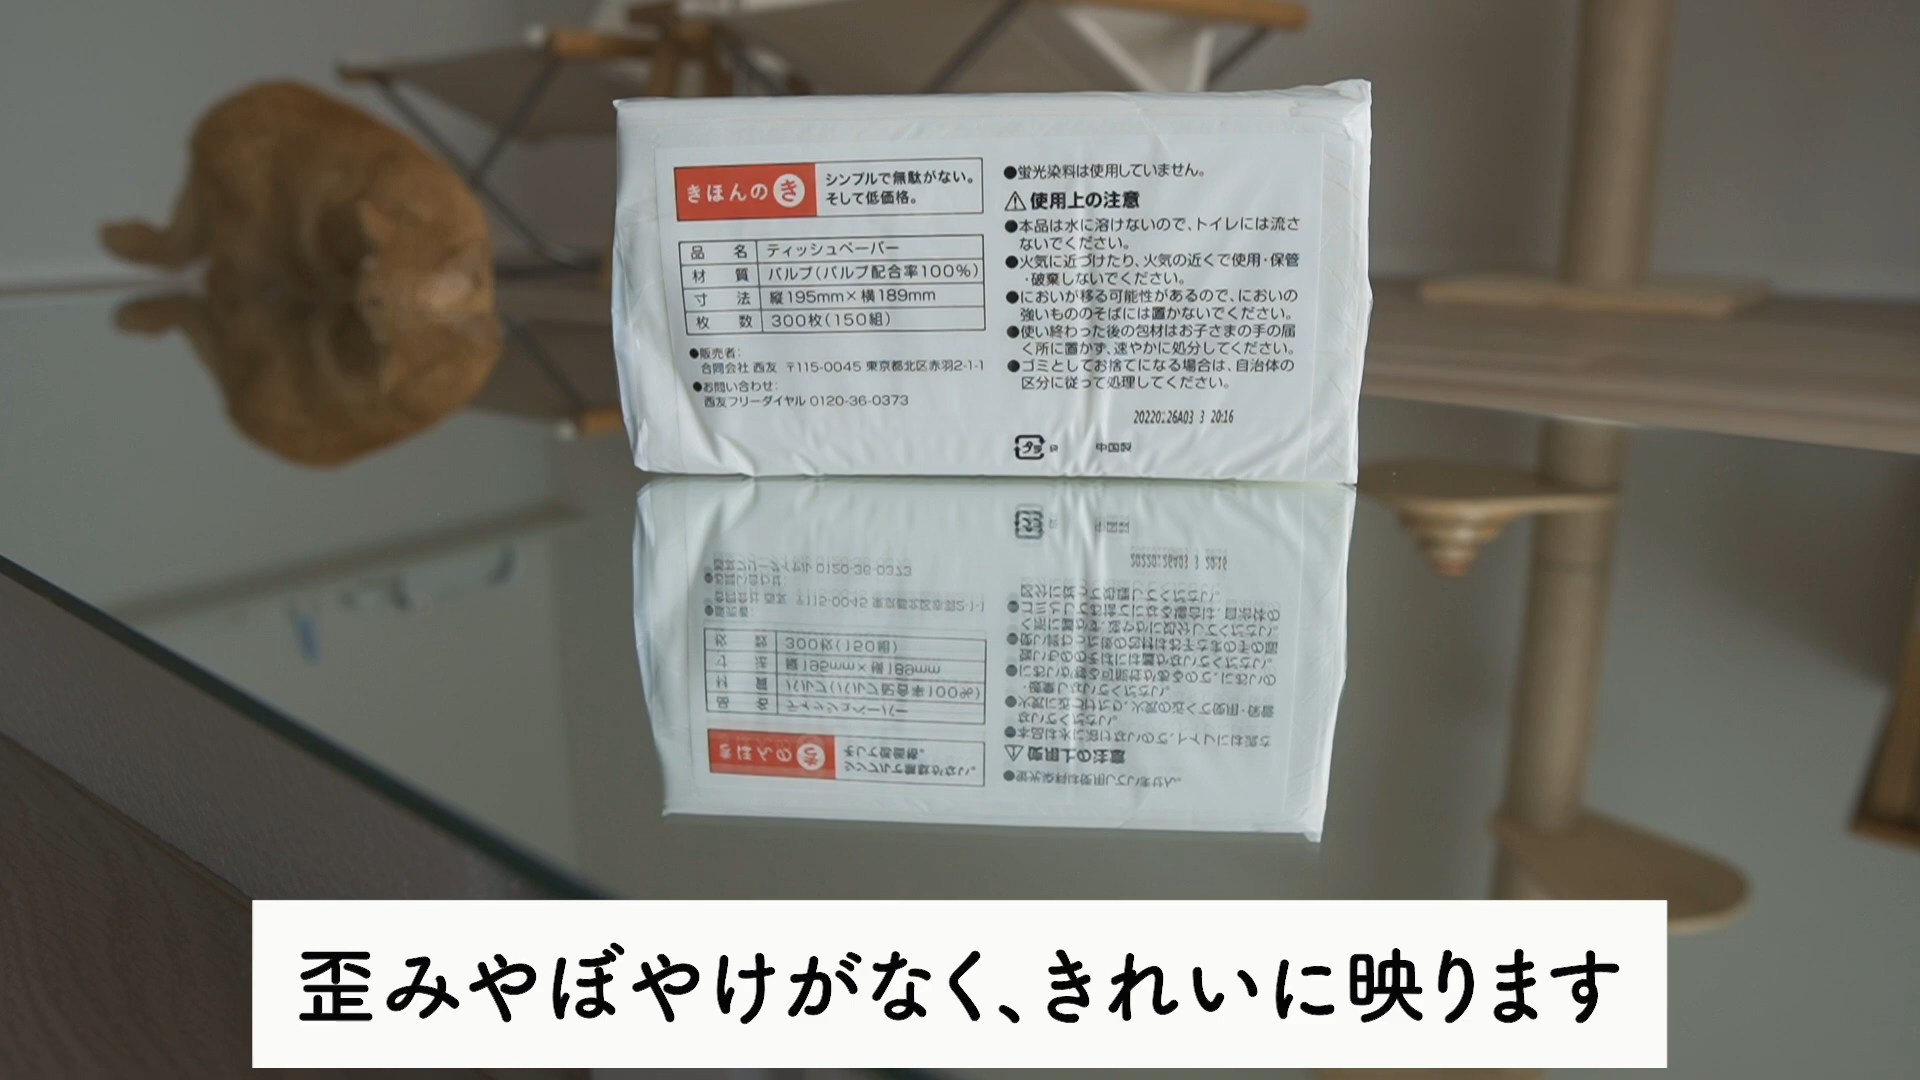 きほんのき
シンプルで無駄がない。
そして低価格。
品名 ティッシュペーパー
材質 パルプ(パルプ配合率100%)
寸法 縦195mm×横189mm
枚数 300枚(150組)
●販売者:
合同会社 西友 〒115-0045 東京都北区赤羽2-1-1
●お問い合わせ:
西友フリーダイヤル 0120-36-0373
●蛍光染料は使用していません。
⚠使用上の注意
●本品は水に溶けないので、トイレには流さ
ないでください。
●火気に近づけたり、火気の近くで使用・保管
・破棄しないでください。
●においが移る可能性があるので、においの
強いもののそばには置かないでください。
●使い終わった後の包材はお子さまの手の届
く所に置かず、速やかに処分してください。
●ゴミとしてお捨てになる場合は、自治体の
区分に従って処理してください。
プラ
中国製
歪みやぼやけがなく、きれいに映ります